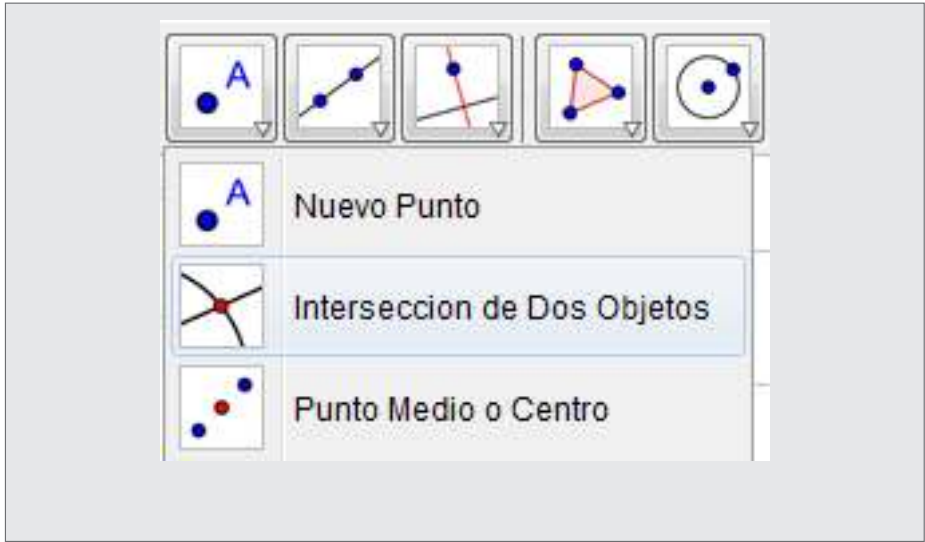 A
A
Nuevo Punto
Interseccion de Dos Objetos
Punto Medio o Centro